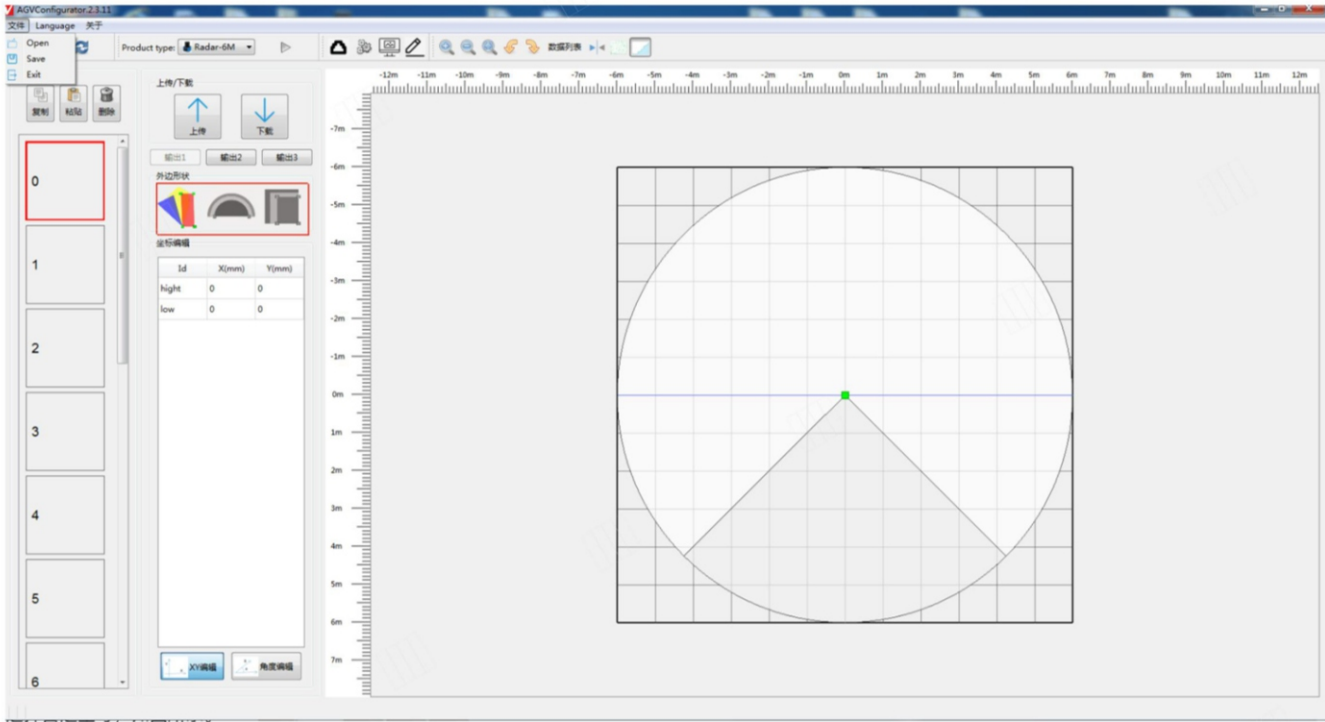 AGVConfigurator 2.3.11
文件 Language 关于
Open
Save
Exit
Product type: Radar-6M
数据列表
复制 粘贴 删除
上传/下载
上传 下载
输出1 输出2 输出3
外边形状
坐标编辑
Id X(mm) Y(mm)
hight 0 0
low 0 0
XY编辑 角度编辑
0
1
2
3
4
5
6
-12m -11m -10m -9m -8m -7m -6m -5m -4m -3m -2m -1m 0m 1m 2m 3m 4m 5m 6m 7m 8m 9m 10m 11m 12m
-7m
-6m
-5m
-4m
-3m
-2m
-1m
0m
1m
2m
3m
4m
5m
6m
7m